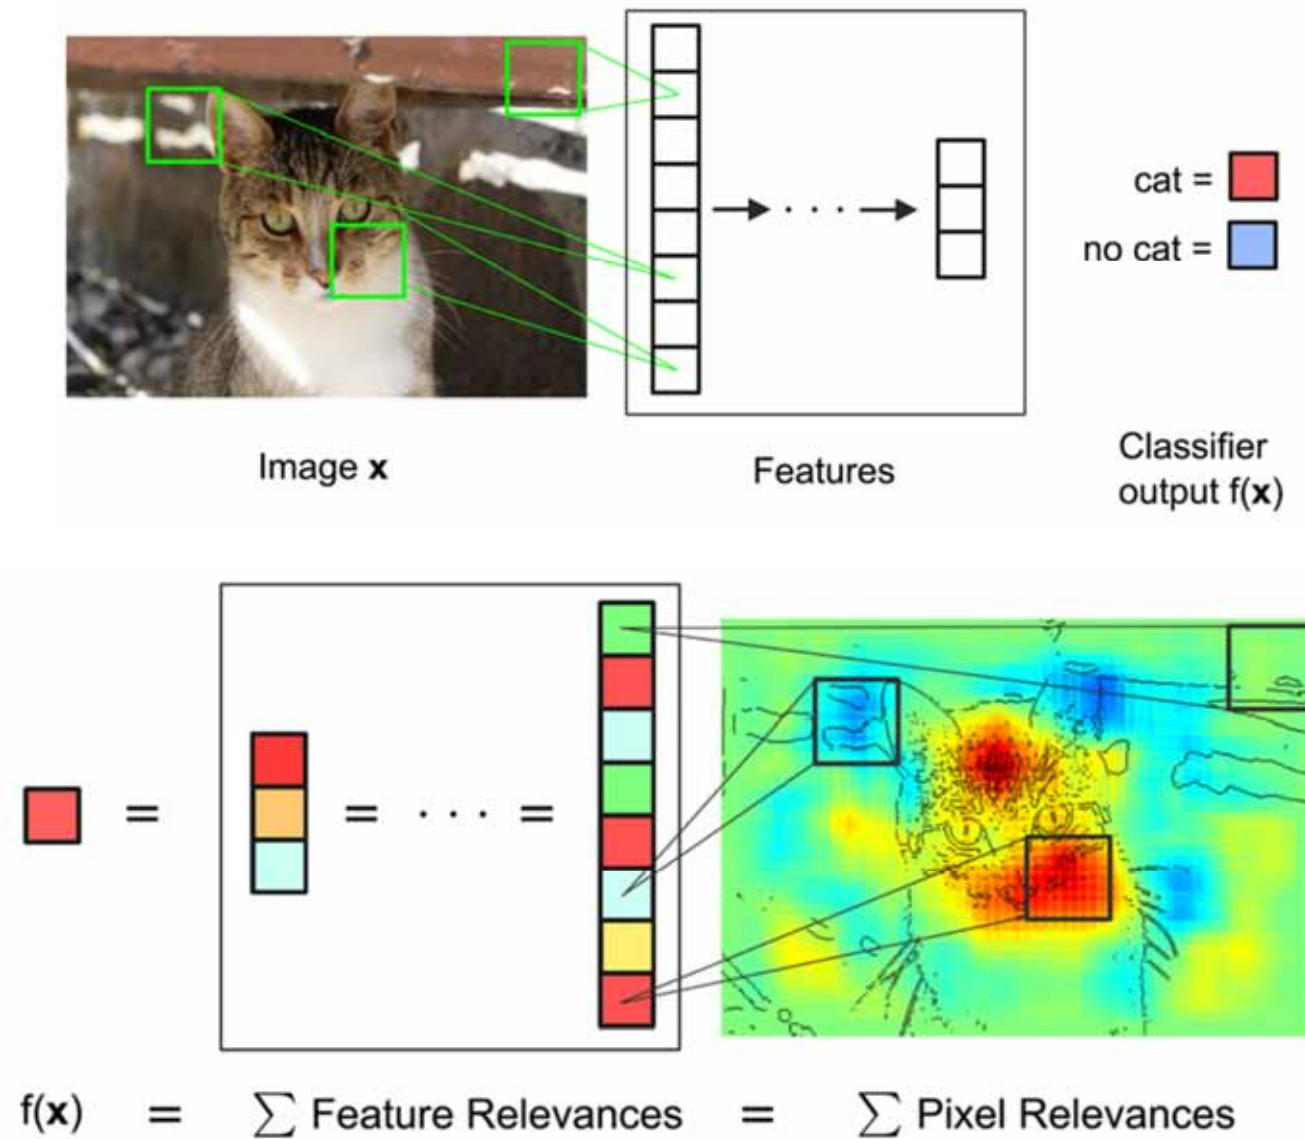 cat =
no cat =
Image x
Features
Classifier
output f(x)
= = · · · =
f(x) = ∑ Feature Relevances = ∑ Pixel Relevances